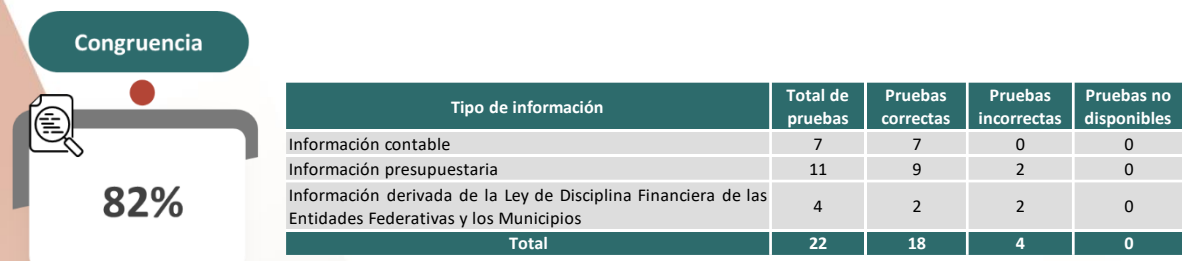 Congruencia
82%
Tipo de información Total de pruebas Pruebas correctas Pruebas incorrectas Pruebas no disponibles
Información contable 7 7 0 0
Información presupuestaria 11 9 2 0
Información derivada de la Ley de Disciplina Financiera de las
Entidades Federativas y los Municipios 4 2 2 0
Total 22 18 4 0